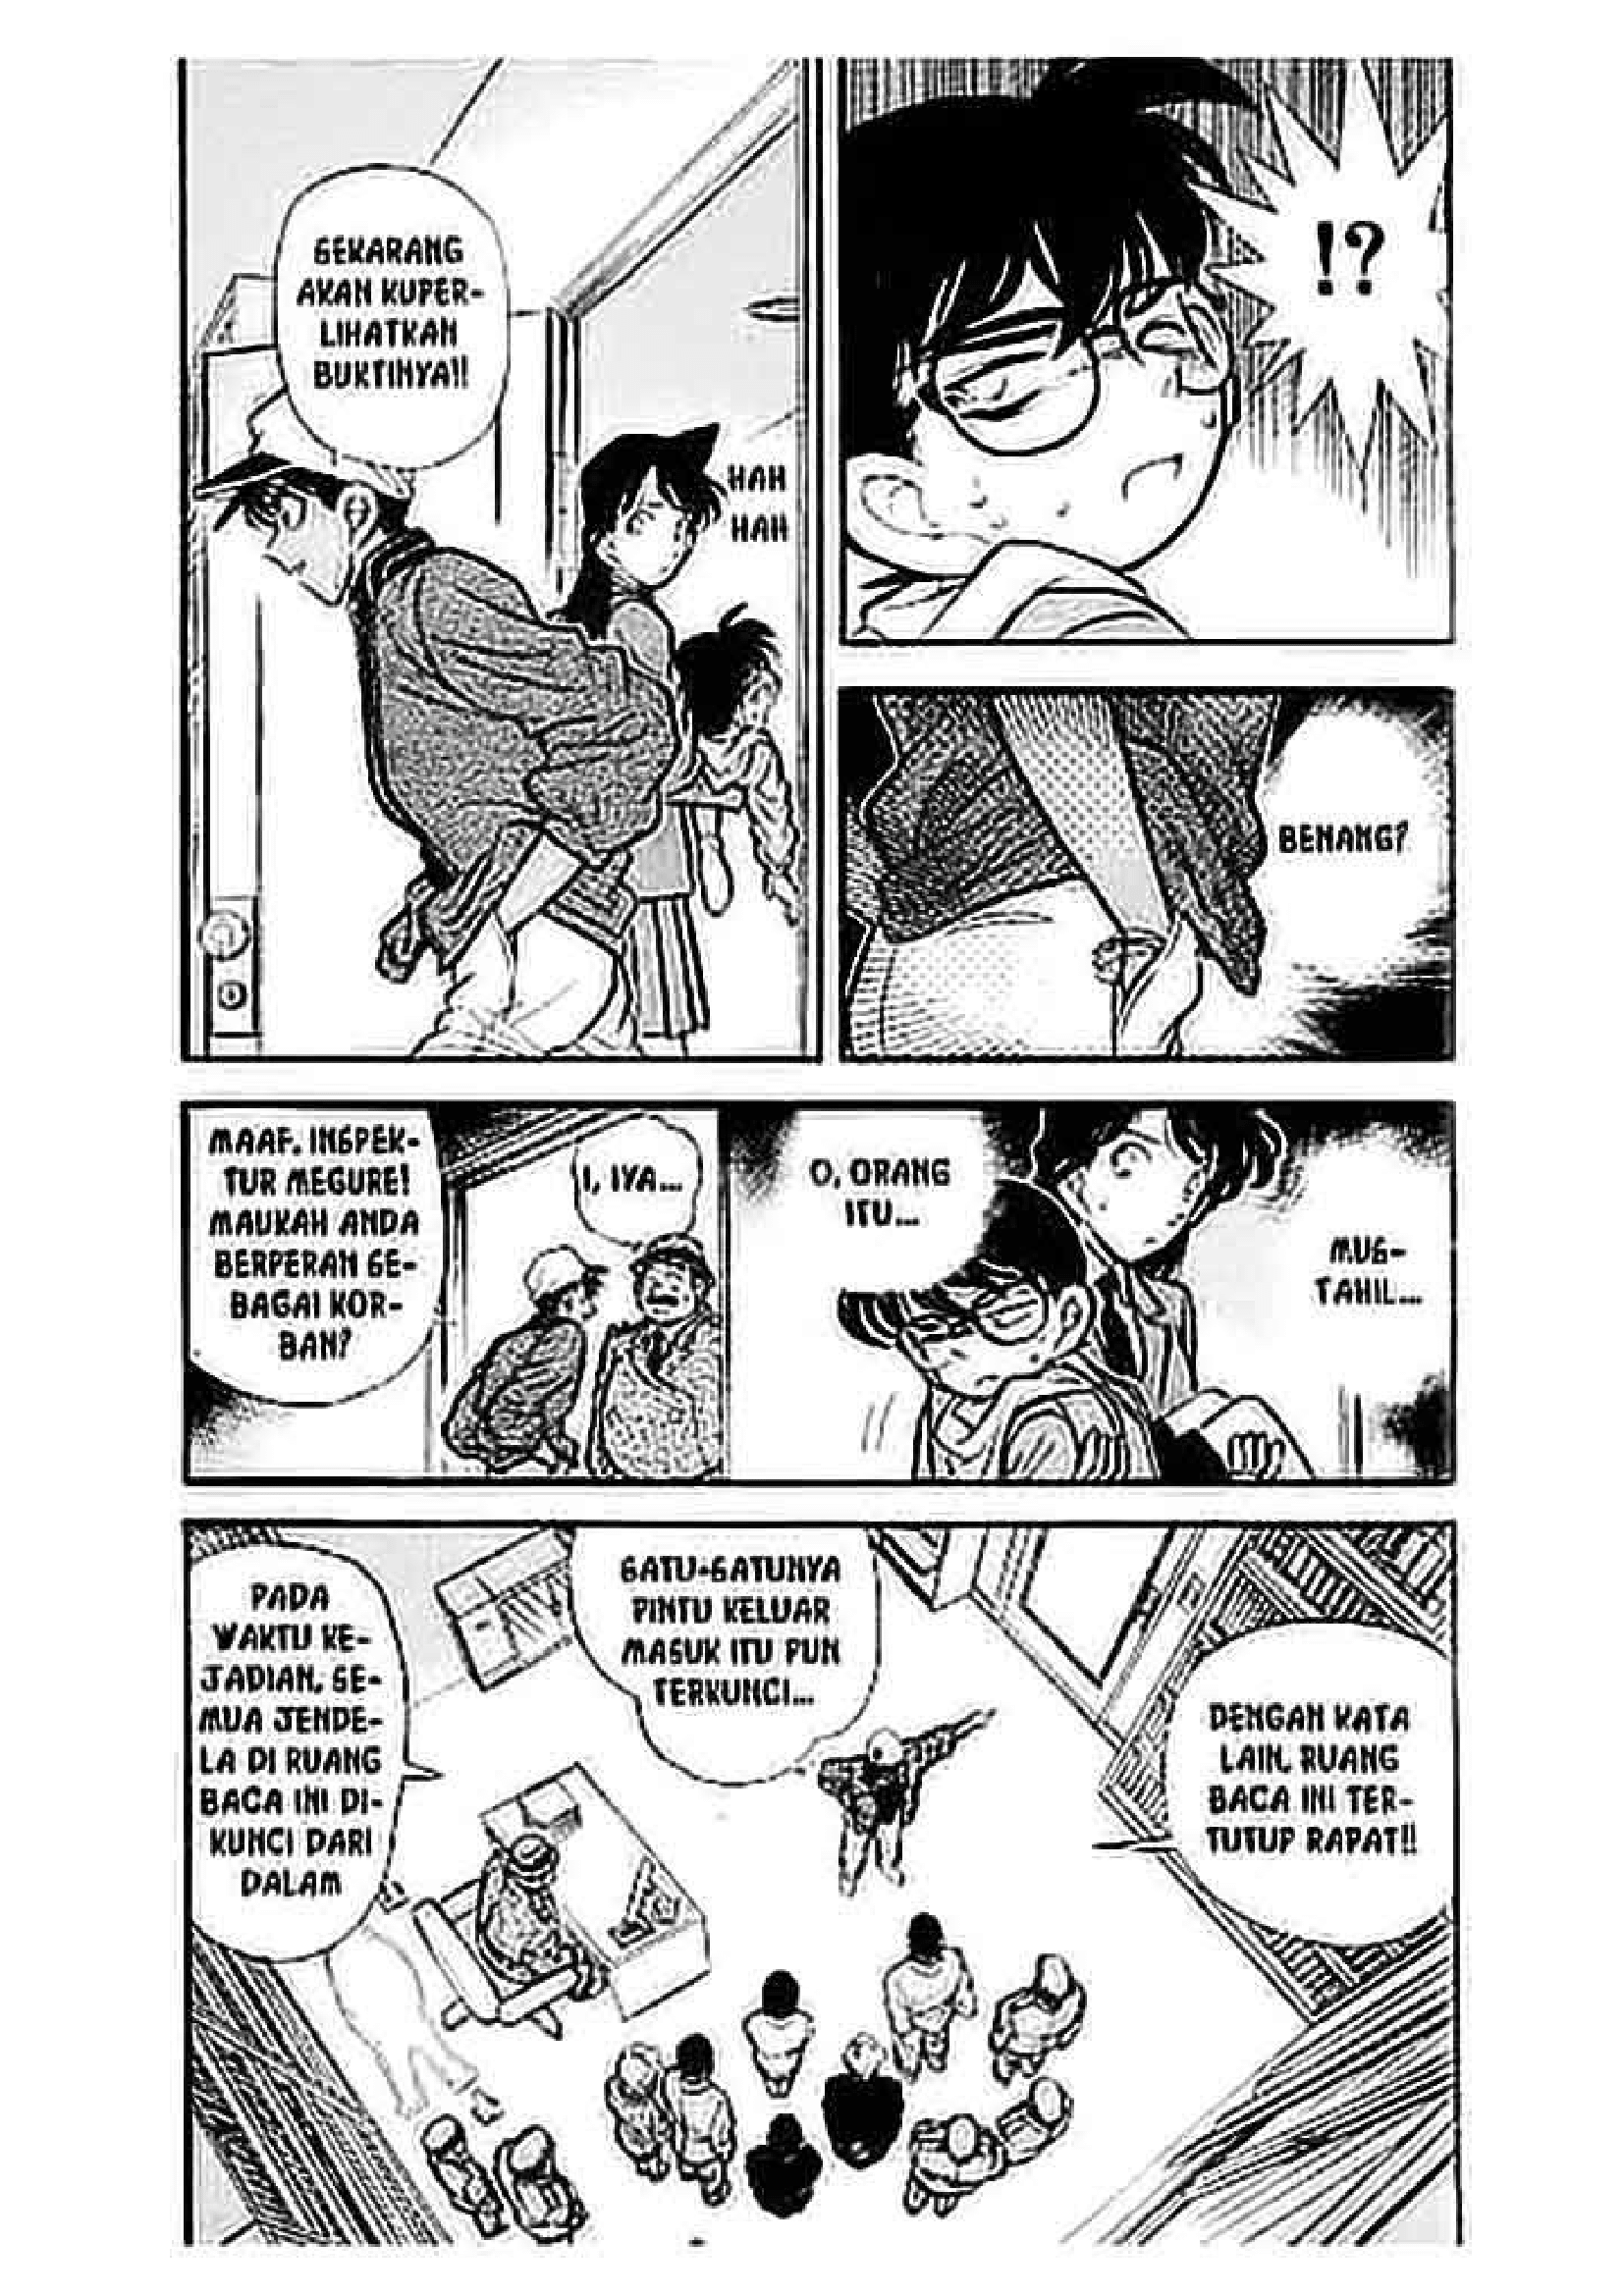 SEKARANG
AKAN KUPER-
LIHATKAN
BUKTINYA!!
HAH
HAH
!?
BENANG?
MAAF, INSPEK-
TUR MEGURE!
MAUKAH ANDA
BERPERAN SE-
BAGAI KOR-
BAN?
I, IYA...
O, ORANG
ITU...
MUS-
TAHIL...
PADA
WAKTU KE-
JADIAN, SE-
MUA JENDE-
LA DI RUANG
BACA INI DI-
KUNCI DARI
DALAM
SATU-SATUNYA
PINTU KELUAR
MASUK ITU PUN
TERKUNCI...
DENGAN KATA
LAIN, RUANG
BACA INI TER-
TUTUP RAPAT!!